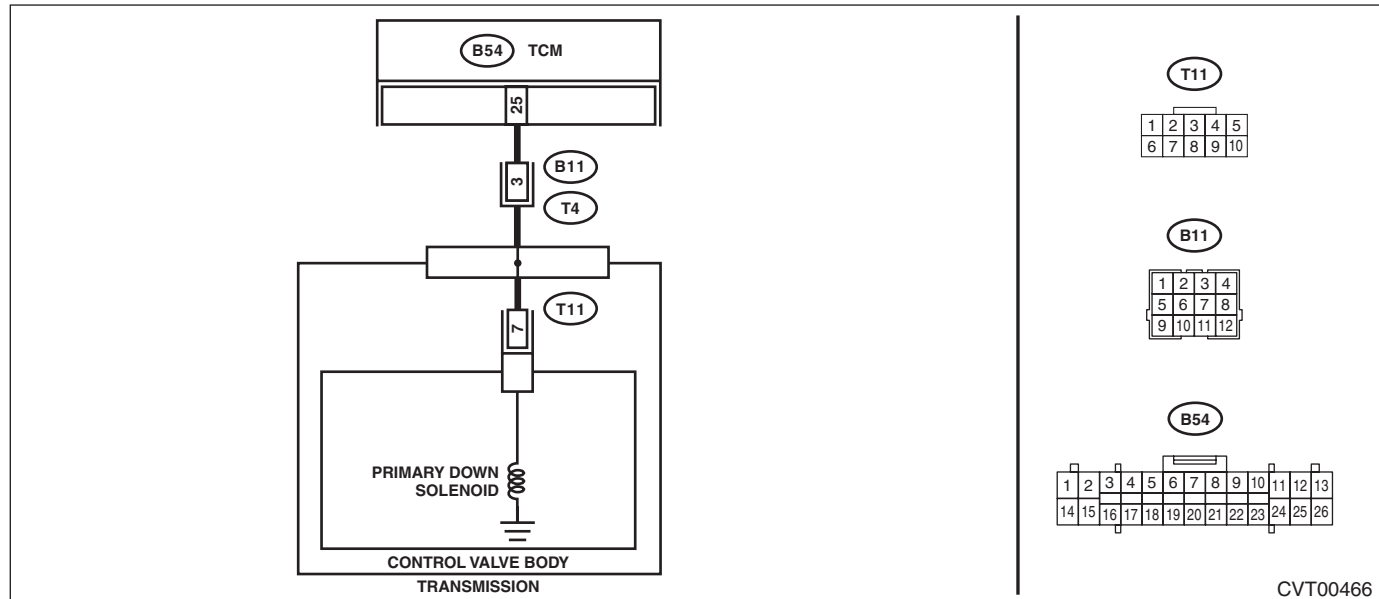 B54 TCM
25
B11
3
T4
T11
7
PRIMARY DOWN
SOLENOID
CONTROL VALVE BODY
TRANSMISSION
T11
1 2 3 4 5
6 7 8 9 10
B11
1 2 3 4
5 6 7 8
9 10 11 12
B54
1 2 3 4 5 6 7 8 9 10 11 12 13
14 15 16 17 18 19 20 21 22 23 24 25 26
CVT00466